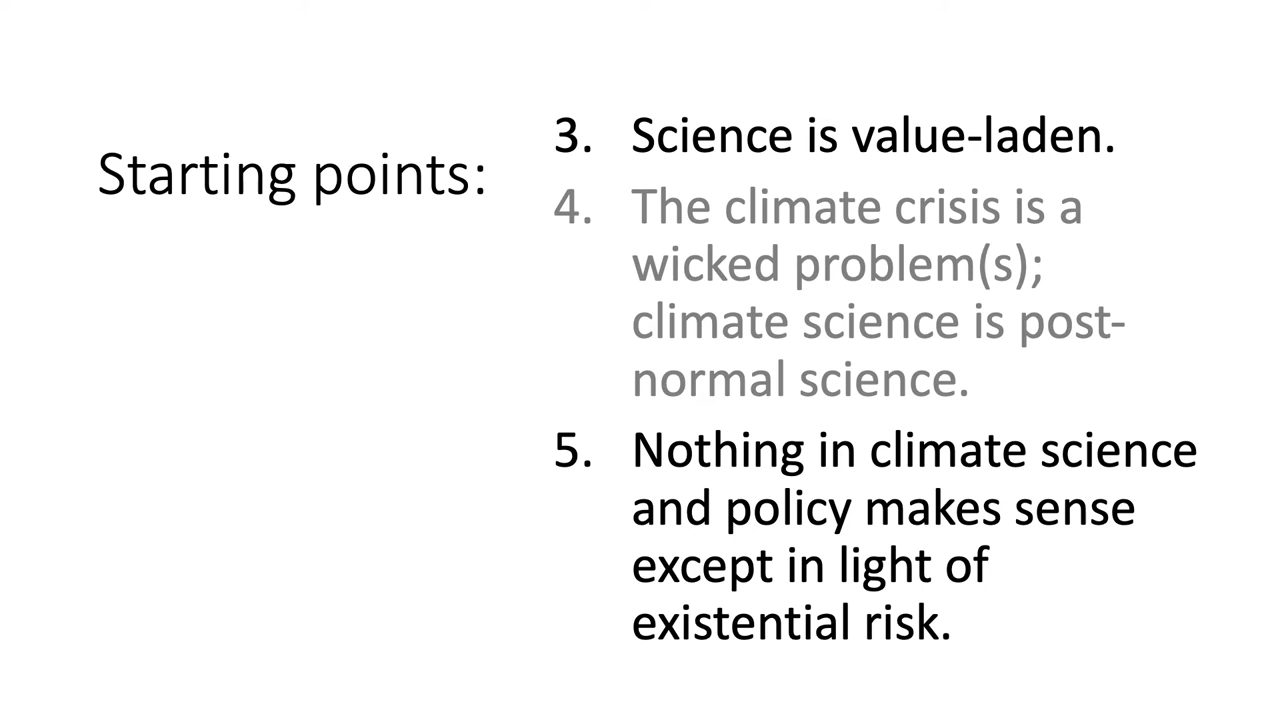 Starting points:
3. Science is value-laden.
4. The climate crisis is a
wicked problem(s);
climate science is post-
normal science.
5. Nothing in climate science
and policy makes sense
except in light of
existential risk.